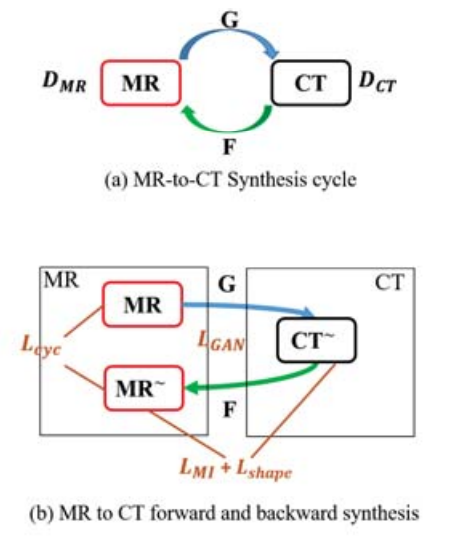 G
D_MR MR CT D_CT
F
(a) MR-to-CT Synthesis cycle
MR G CT
MR
L_cyc L_GAN CT~
MR~
F
L_MI + L_shape
(b) MR to CT forward and backward synthesis